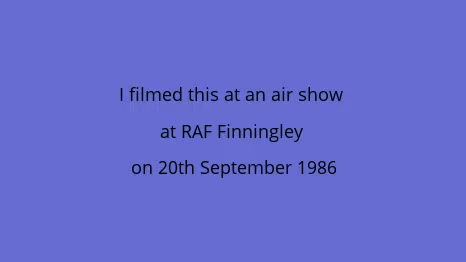 I filmed this at an air show
at RAF Finningley
on 20th September 1986